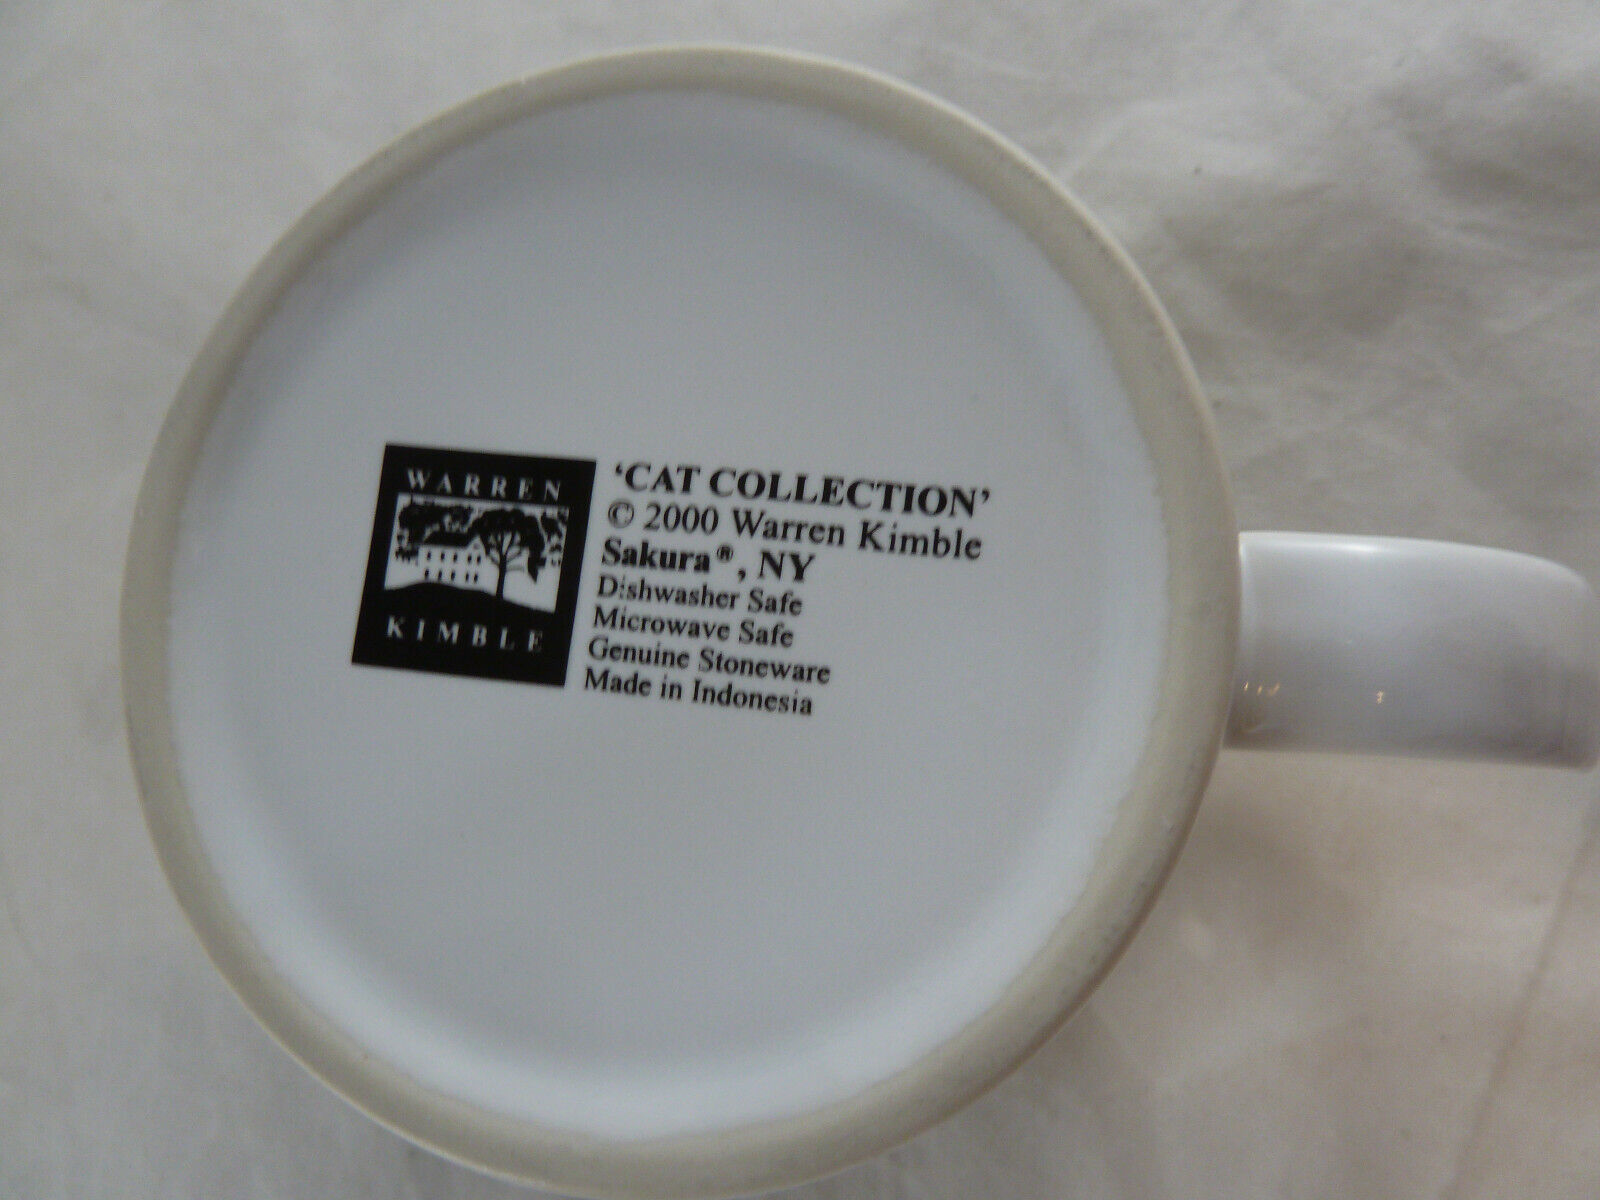 WARREN
KIMBLE
‘CAT COLLECTION’
© 2000 Warren Kimble
Sakura®, NY
Dishwasher Safe
Microwave Safe
Genuine Stoneware
Made in Indonesia